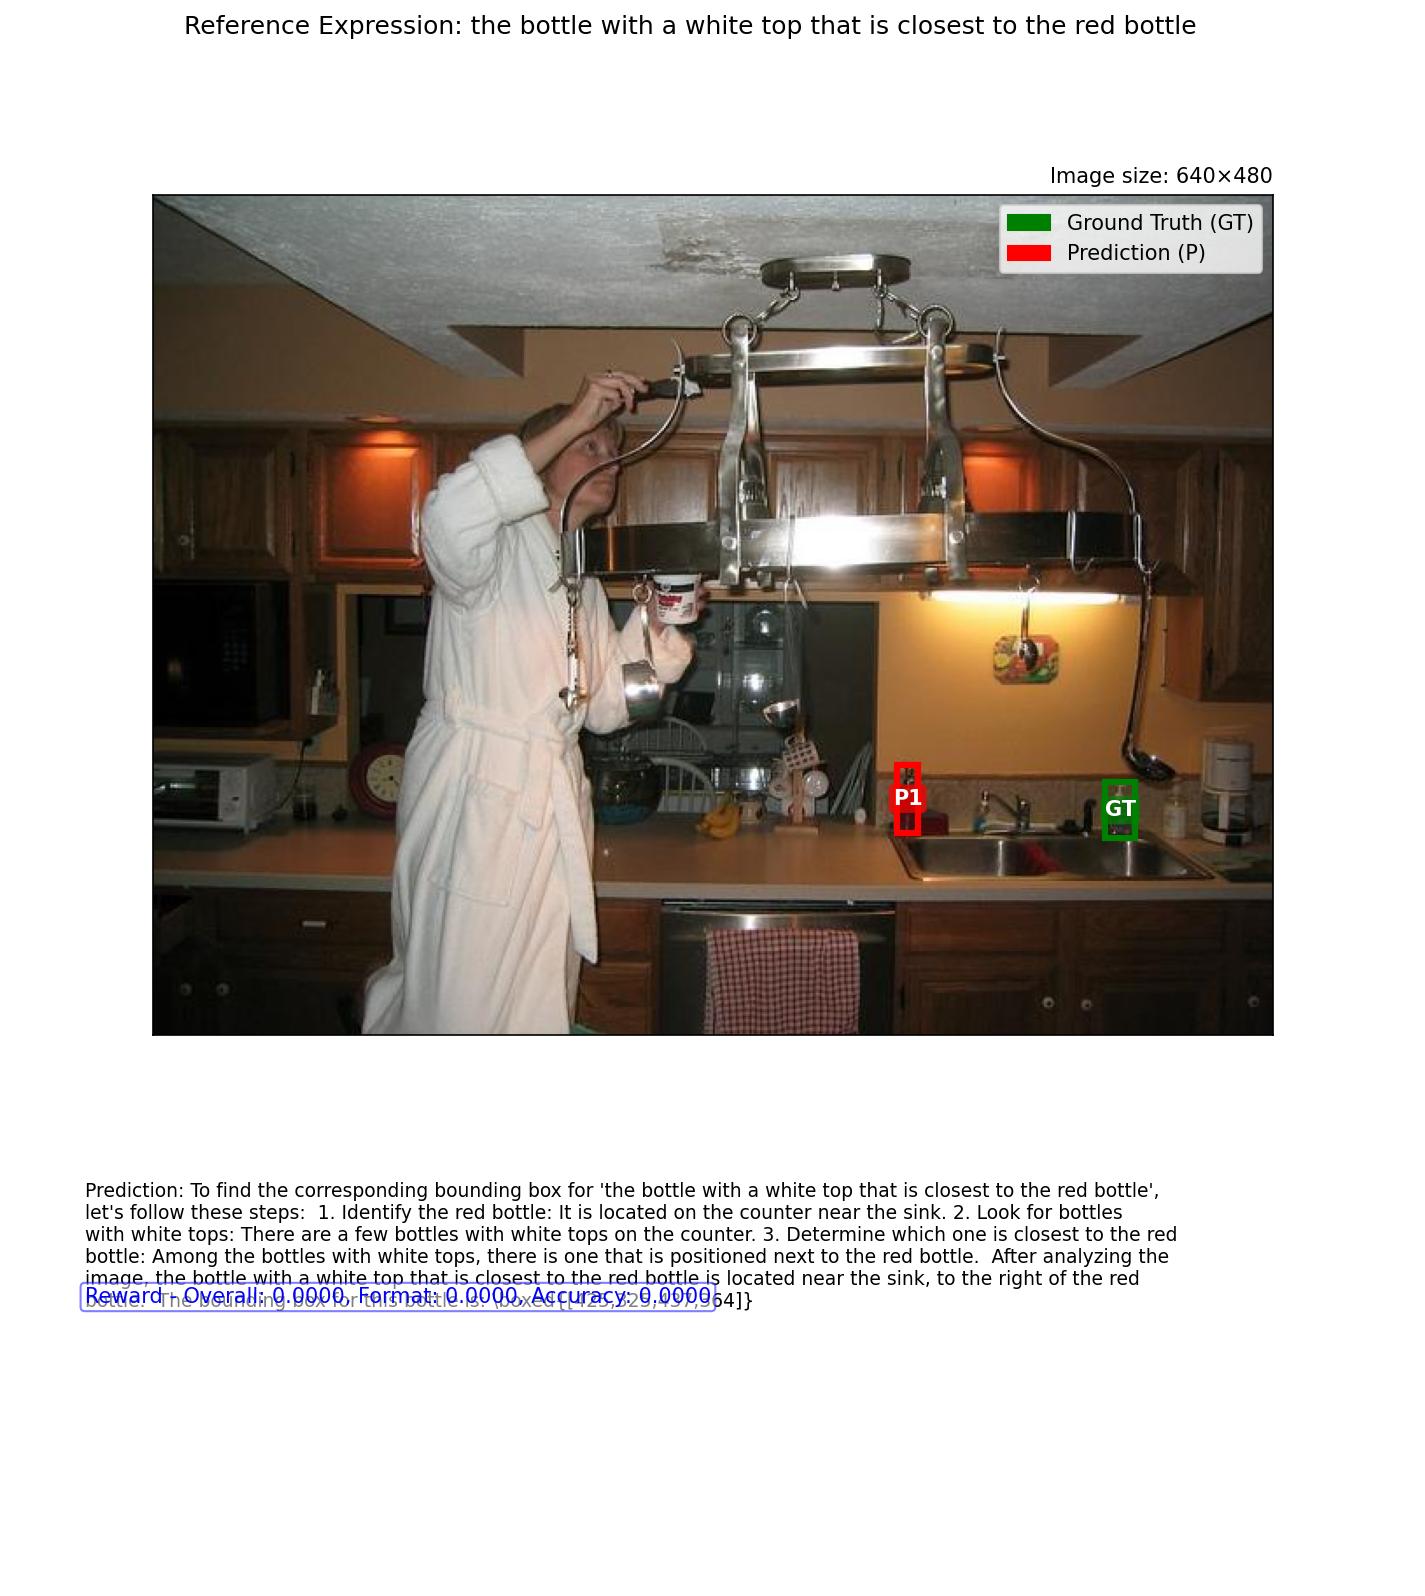 Reference Expression: the bottle with a white top that is closest to the red bottle
Image size: 640×480
Ground Truth (GT)
Prediction (P)
P1
GT
Prediction: To find the corresponding bounding box for 'the bottle with a white top that is closest to the red bottle',
let's follow these steps:  1. Identify the red bottle: It is located on the counter near the sink. 2. Look for bottles
with white tops: There are a few bottles with white tops on the counter. 3. Determine which one is closest to the red
bottle: Among the bottles with white tops, there is one that is positioned next to the red bottle.  After analyzing the
image, the bottle with a white top that is closest to the red bottle is located near the sink, to the right of the red
Reward - Overall: 0.0000, Format: 0.0000, Accuracy: 0.0000
bottle.  The bounding box for this bottle is: \boxed{[425,325,437,364]}